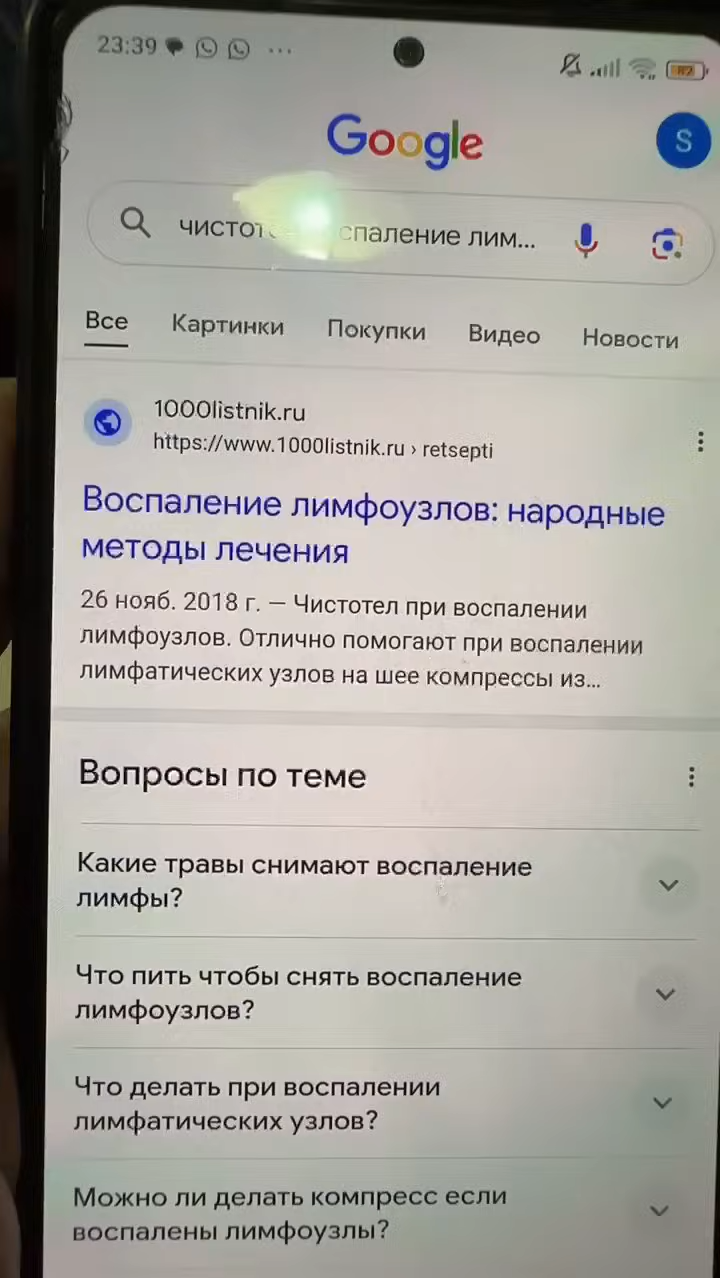 23:39
Google
S
спаление лим...
Все Картинки Покупки Видео Новости
1000listnik.ru
https://www.1000listnik.ru › retsepti
Воспаление лимфоузлов: народные
методы лечения
26 нояб. 2018 г. — Чистотел при воспалении
лимфоузлов. Отлично помогают при воспалении
лимфатических узлов на шее компрессы из...
Вопросы по теме
Какие травы снимают воспаление
лимфы?
Что пить чтобы снять воспаление
лимфоузлов?
Что делать при воспалении
лимфатических узлов?
Можно ли делать компресс если
воспалены лимфоузлы?